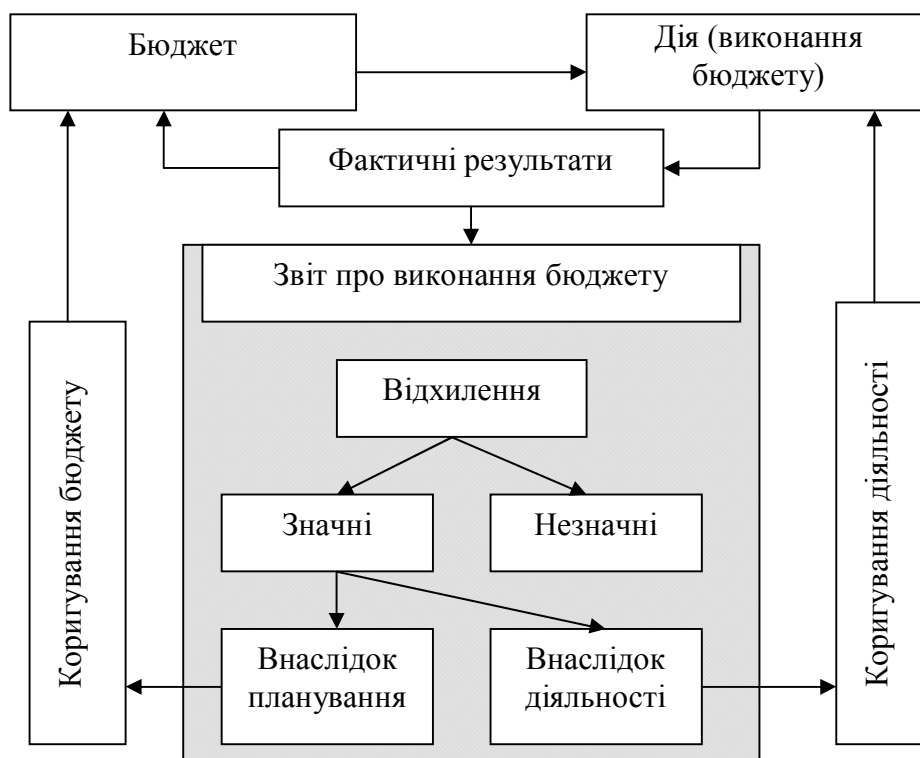 Бюджет
Дія (виконання
бюджету)
Фактичні результати
Звіт про виконання бюджету
Відхилення
Значні
Незначні
Внаслідок
планування
Внаслідок
діяльності
Коригування бюджету
Коригування діяльності